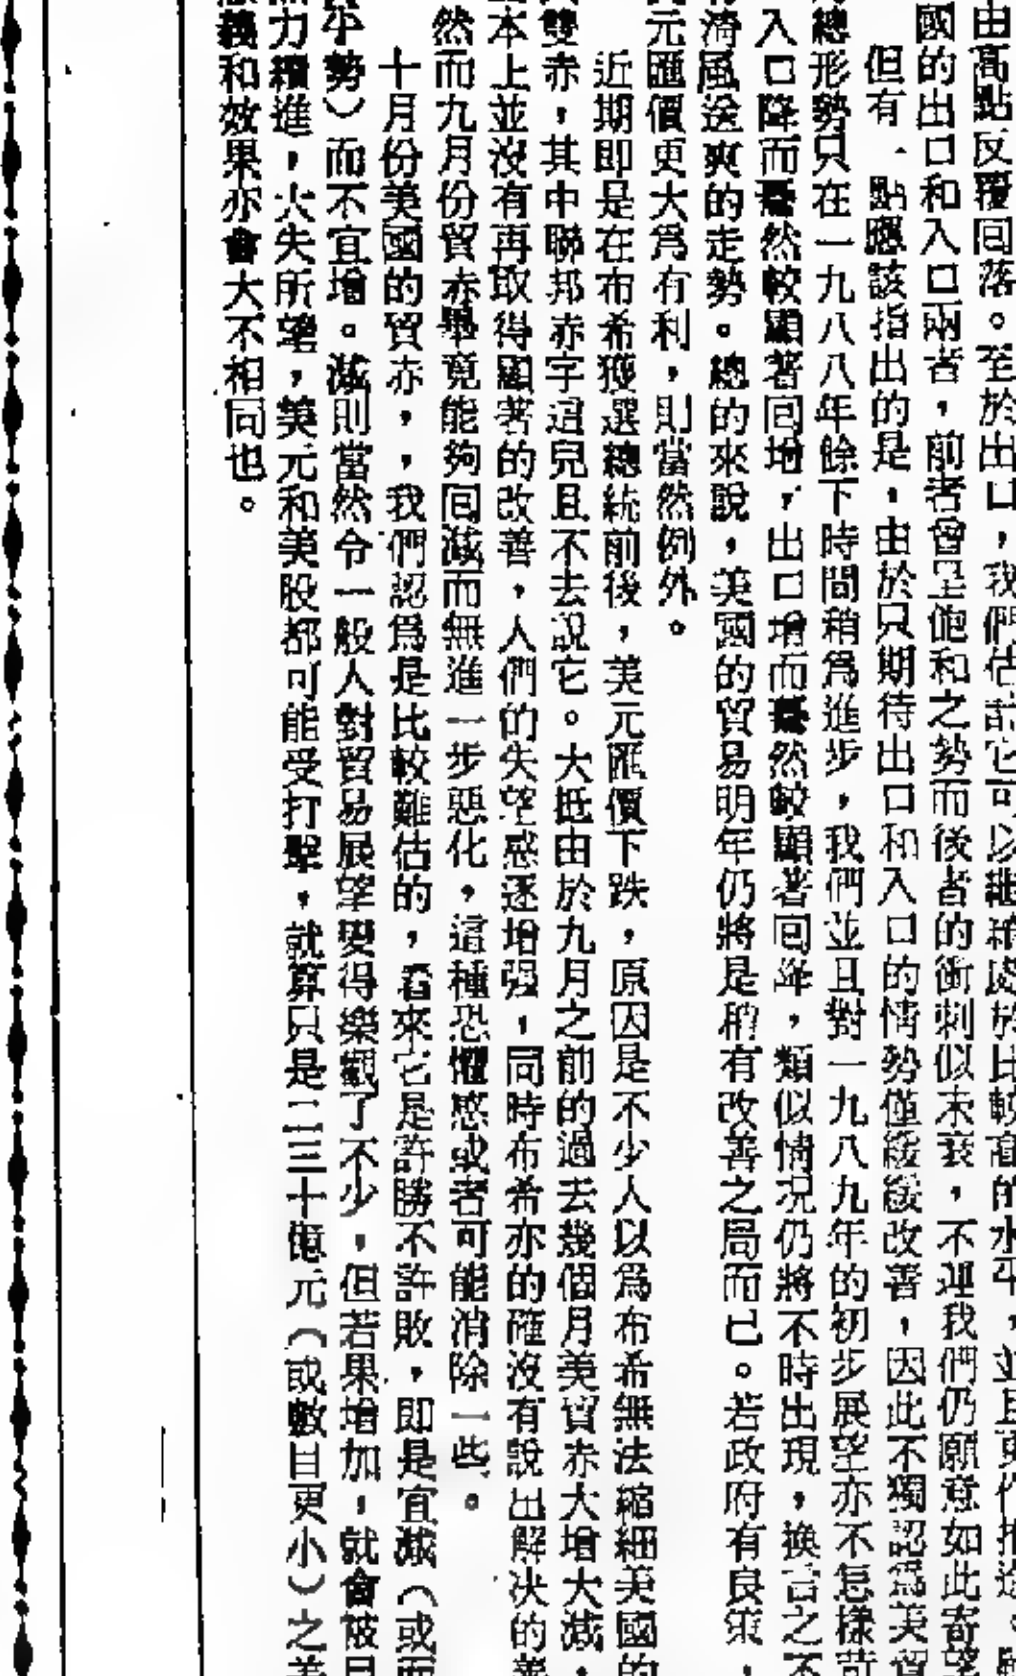 由高點反覆回落。至於出口，我們估計它可以繼續處於比較高的水平，並且更作推進。
國的出口和入口兩者，前者曾呈飽和之勢而後者的衝刺似未衰，不過我們仍願意如此寄望
但有一點應該指出的是，由於只期待出口和入口的情勢僅緩緩改善，因此不獨認爲美貿
總形勢只在一九八八年餘下時間稍爲進步，我們並且對一九八九年的初步展望亦不怎樣
入口降而驀然較顯著回增，出口增而驀然較顯著回降，類似情況仍將不時出現，換言之不
淌風送爽的走勢。總的來說，美國的貿易明年仍將是稍有改善之局而已。若政府有良策，
元匯價更大爲有利，則當然例外。
近期即是在布希獲選總統前後，美元匯價下跌，原因是不少人以爲布希無法縮細美國的
雙赤，其中聯邦赤字這兒且不去說它。大抵由於九月之前的過去幾個月美貿赤大增大減，
本上並沒有再取得顯著的改善，人們的失望感逐增强，同時布希亦的確沒有說出解决的善
然而九月份貿赤畢竟能夠回減而無進一步惡化，這種恐懼感或者可能消除一些。
十月份美國的貿赤，，我們認爲是比較難估的，看來它是許勝不許敗，即是宜減（或
小勢）而不宜增。減則當然令一般人對貿易展望變得樂觀了不少，但若果增加，就會被
力續進，大失所望，美元和美股都可能受打擊，就算只是二三十億元（或數目更小）之
義和效果亦會大不相同也。